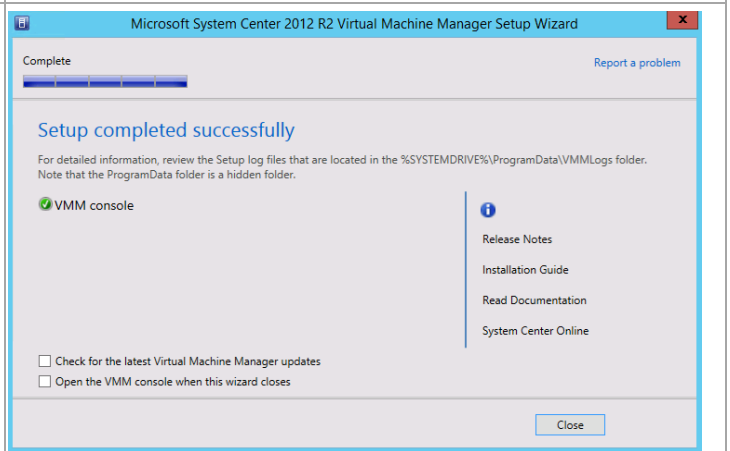 Microsoft System Center 2012 R2 Virtual Machine Manager Setup Wizard
x
Complete
Report a problem
Setup completed successfully
For detailed information, review the Setup log files that are located in the %SYSTEMDRIVE%\ProgramData\VMMLogs folder.
Note that the ProgramData folder is a hidden folder.
VMM console
Release Notes
Installation Guide
Read Documentation
System Center Online
Check for the latest Virtual Machine Manager updates
Open the VMM console when this wizard closes
Close